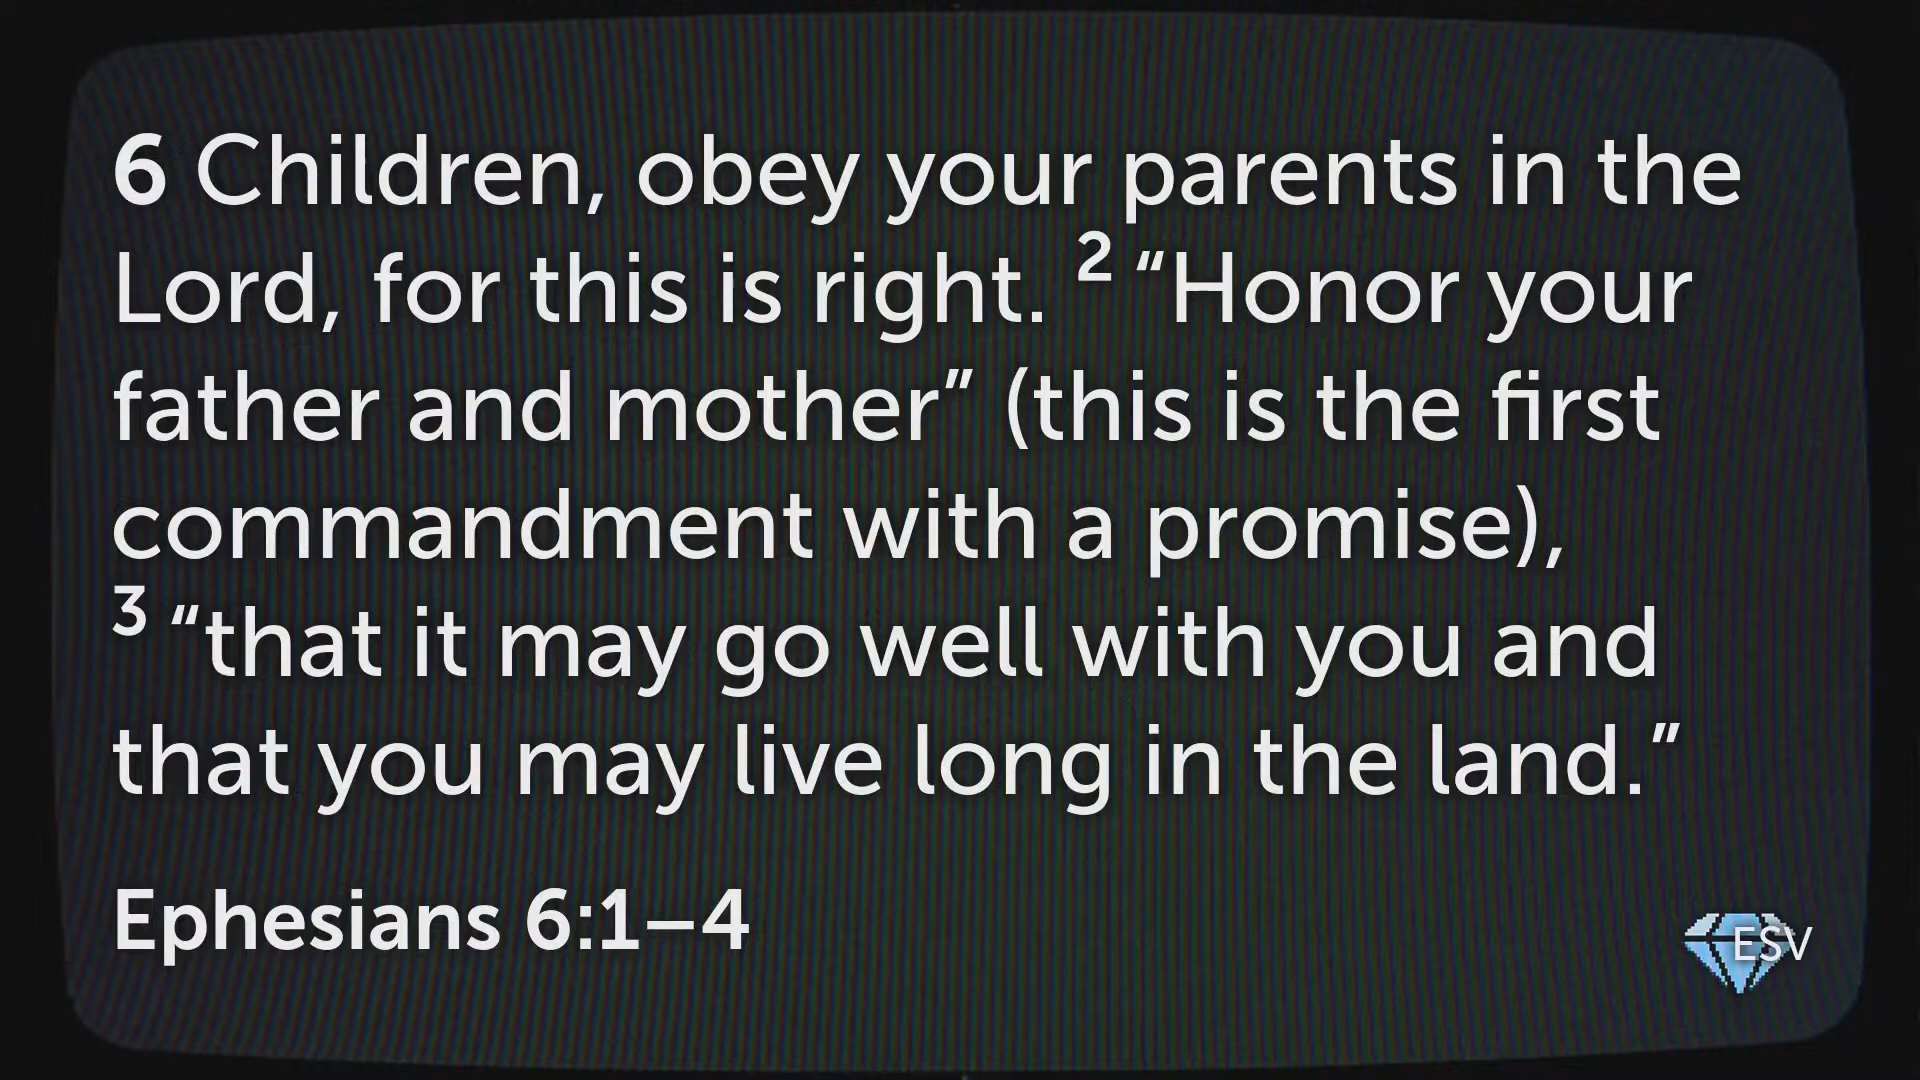 6 Children, obey your parents in the
Lord, for this is right. 2 “Honor your
father and mother” (this is the first
commandment with a promise),
3 “that it may go well with you and
that you may live long in the land.”
Ephesians 6:1–4
ESV